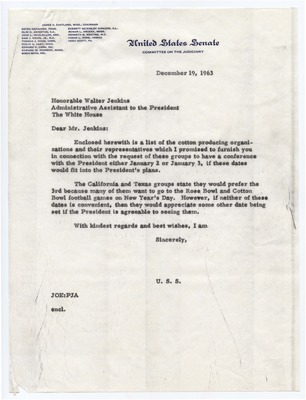 JAMES O. EASTLAND, MISS., CHAIRMAN
United States Senate
COMMITTEE ON THE JUDICIARY
December 19, 1963
Honorable Walter Jenkins
Administrative Assistant to the President
The White House
Dear Mr. Jenkins:
Enclosed herewith is a list of the cotton producing organi-
zations and their representatives which I promised to furnish you
in connection with the request of these groups to have a conference
with the President either January 2 or January 3, if these dates
would fit into the President's plans.
The California and Texas groups state they would prefer the
3rd because many of them want to go to the Rose Bowl and Cotton
Bowl football games on New Year's Day. However, if neither of these
dates is convenient, then they would appreciate some other date being
set if the President is agreeable to seeing them.
With kindest regards and best wishes, I am
Sincerely,
U. S. S.
JOE:PJA
encl.